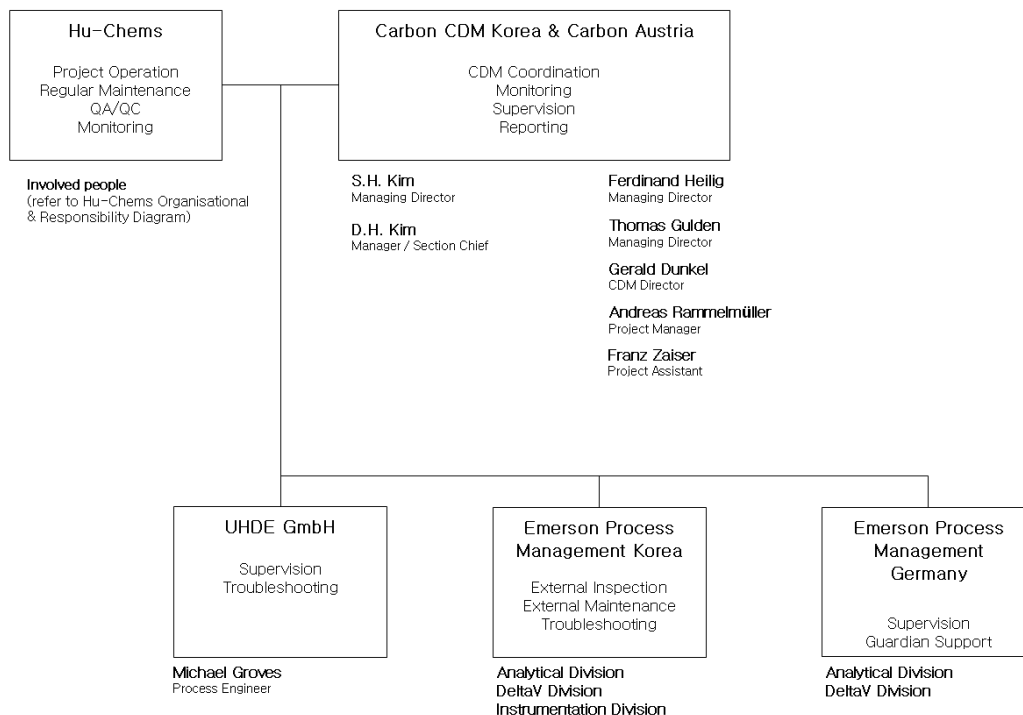 Hu-Chems
Project Operation
Regular Maintenance
QA/QC
Monitoring
Involved people
(refer to Hu-Chems Organisational
& Responsibility Diagram)
Carbon CDM Korea & Carbon Austria
CDM Coordination
Monitoring
Supervision
Reporting
S.H. Kim
Managing Director
D.H. Kim
Manager / Section Chief
Ferdinand Heilig
Managing Director
Thomas Gulden
Managing Director
Gerald Dunkel
CDM Director
Andreas Rammelmüller
Project Manager
Franz Zaiser
Project Assistant
UHDE GmbH
Supervision
Troubleshooting
Michael Groves
Process Engineer
Emerson Process
Management Korea
External Inspection
External Maintenance
Troubleshooting
Analytical Division
DeltaV Division
Instrumentation Division
Emerson Process
Management
Germany
Supervision
Guardian Support
Analytical Division
DeltaV Division